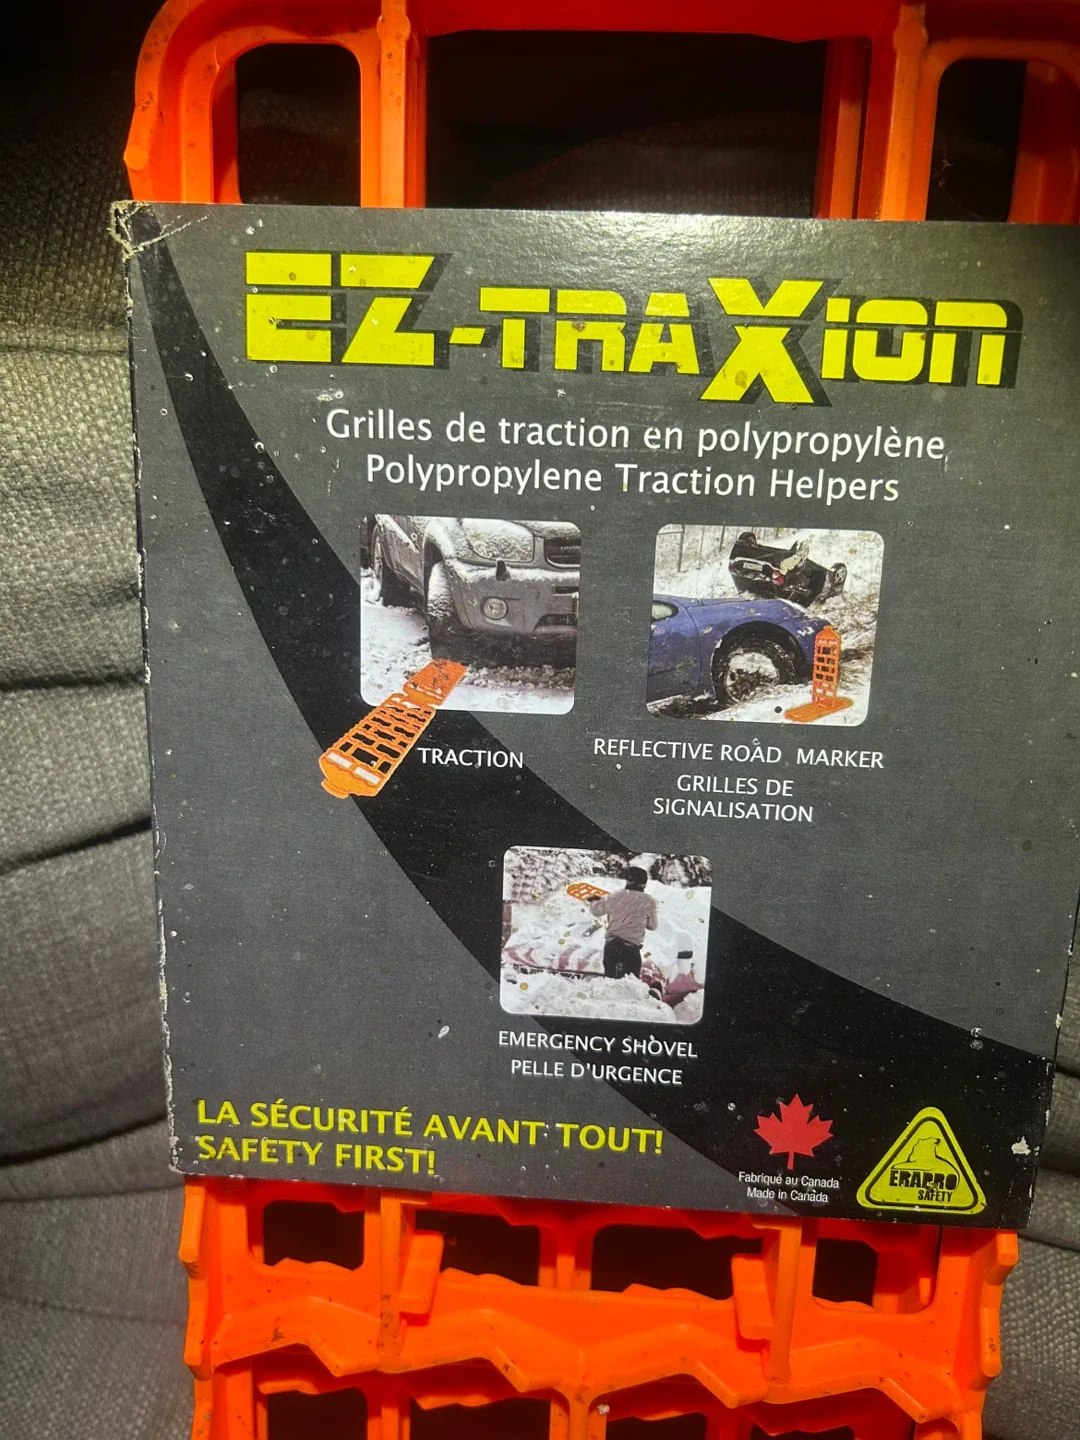 EZ-TRAXION
Grilles de traction en polypropylène
Polypropylene Traction Helpers
TRACTION
REFLECTIVE ROAD MARKER
GRILLES DE
SIGNALISATION
EMERGENCY SHOVEL
PELLE D'URGENCE
LA SÉCURITÉ AVANT TOUT!
SAFETY FIRST!
Fabriqué au Canada
Made in Canada
ERAPRO
SAFETY